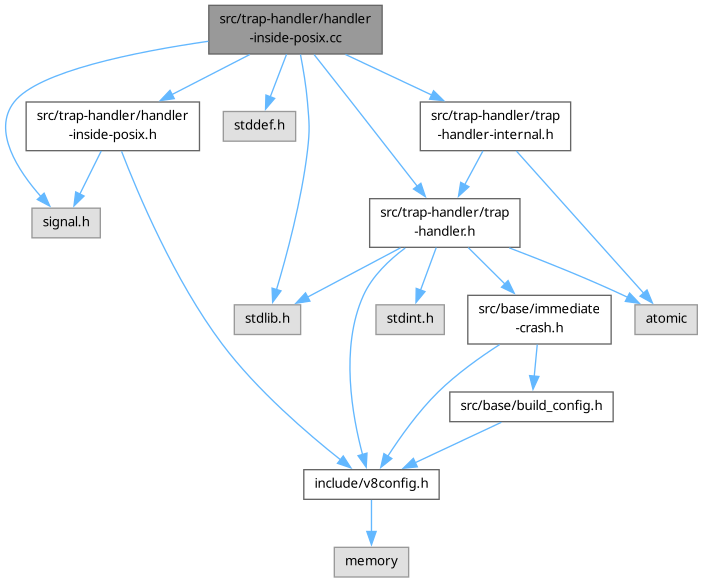 src/trap-handler/handler
-inside-posix.cc
src/trap-handler/handler
-inside-posix.h
stddef.h
src/trap-handler/trap
-handler-internal.h
signal.h
src/trap-handler/trap
-handler.h
stdlib.h
stdint.h
src/base/immediate
-crash.h
atomic
src/base/build_config.h
include/v8config.h
memory